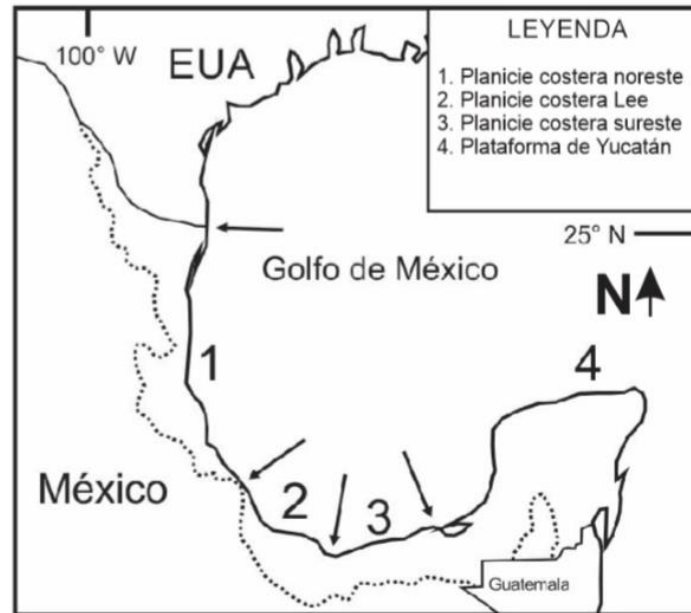 100° W
EUA
LEYENDA
1. Planicie costera noreste
2. Planicie costera Lee
3. Planicie costera sureste
4. Plataforma de Yucatán
25° N
Golfo de México
N
1
4
México
2
3
Guatemala